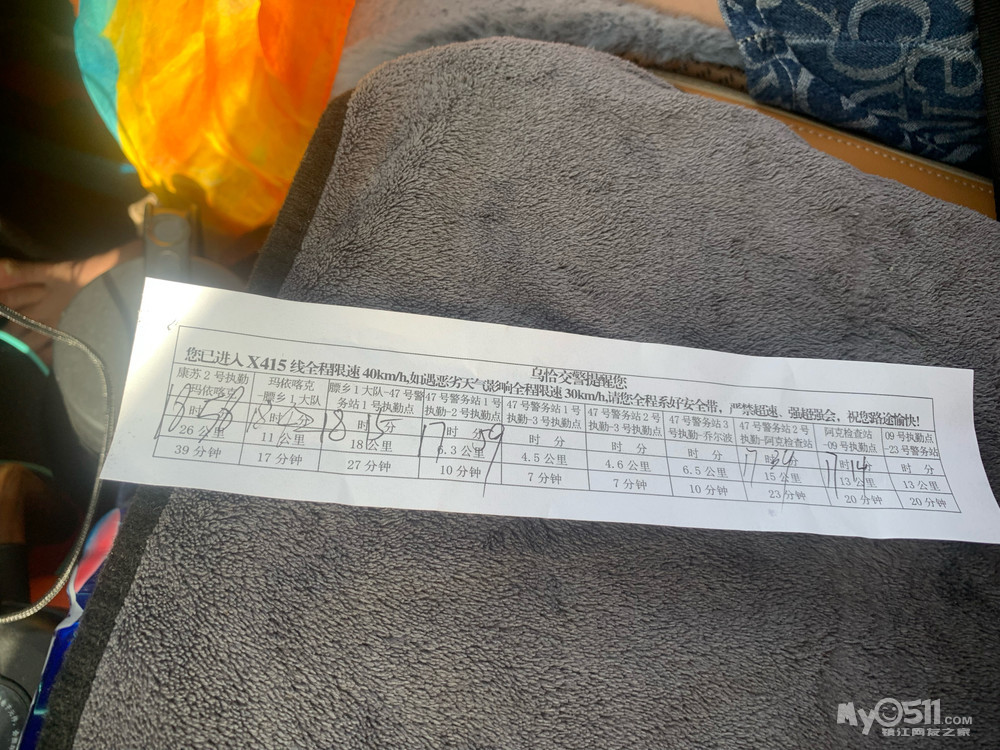 乌恰交警提醒您
您已进入 X415 线全程限速 40km/h,如遇恶劣天气影响全程限速 30km/h,请您全程系好安全带,严禁超速、强超强会,祝您路途愉快!
康苏 2 号执勤 玛依喀克 膘乡 1 大队-47 号警 47 号警务站 1 号 47 号警务站 1 号 47 号警务站 2 号 47 号警务站 3 47 号警务站 2 号 阿克检查站 09 号执勤点
-玛依喀克 -膘乡 1 大队 务站 1 号执勤点 执勤-2 号执勤点 执勤-3 号执勤点 执勤-3 号执勤点 号执勤-乔尔波 执勤-阿克检查站 -09 号执勤点 -23 号警务站
时 分 18 时 分 18 时 18 分 17 时 59 分 时 分 时 分 时 分 17 时 34 分 17 时 14 分 时 分
26 公里 11 公里 18 公里 6.3 公里 4.5 公里 4.6 公里 6.5 公里 15 公里 13 公里 13 公里
39 分钟 17 分钟 27 分钟 10 分钟 7 分钟 7 分钟 10 分钟 23 分钟 20 分钟 20 分钟
My0511.COM
镇江网友之家